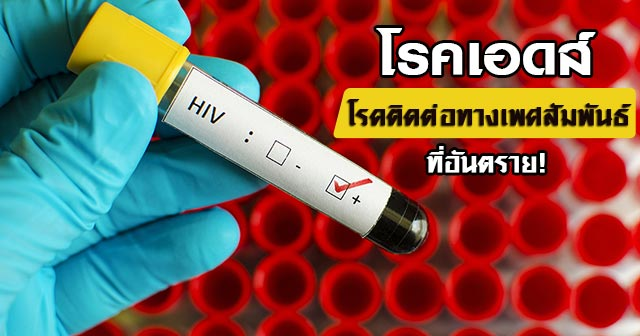 โรคเอดส์
โรคติดต่อทางเพศสัมพันธ์
ที่อันตราย!
HIV : ☐ - ☑ +